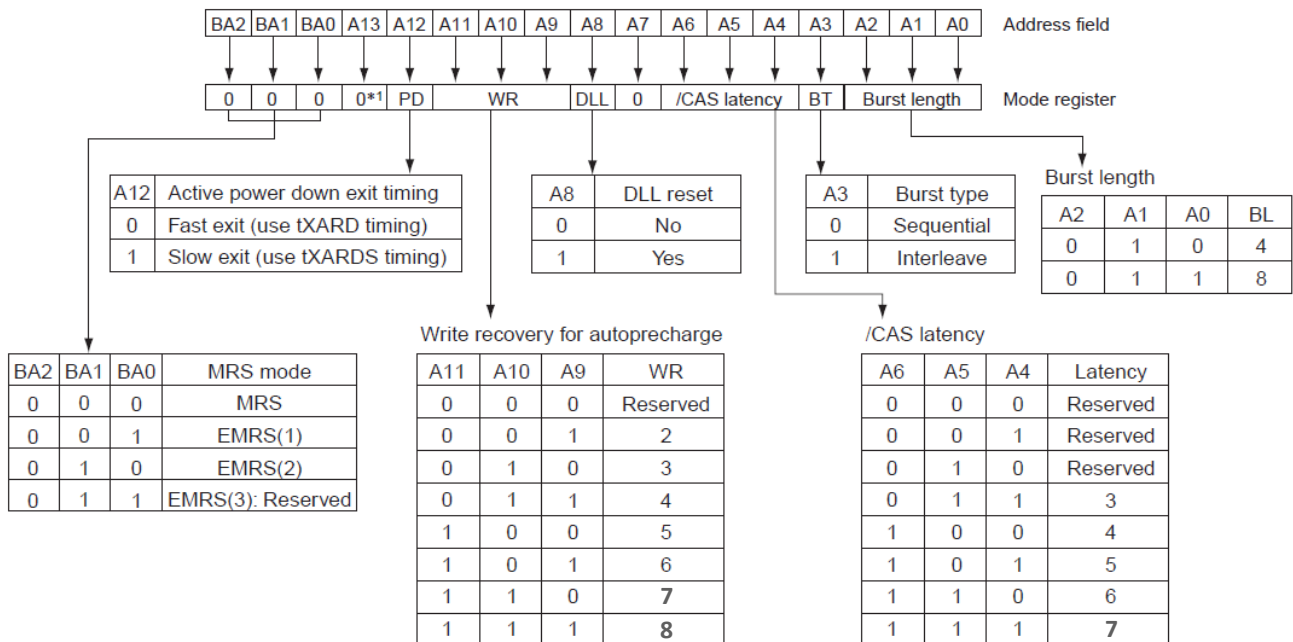 BA2 BA1 BA0 A13 A12 A11 A10 A9 A8 A7 A6 A5 A4 A3 A2 A1 A0 Address field
0 0 0 0*1 PD WR DLL 0 /CAS latency BT Burst length Mode register
A12 Active power down exit timing
0 Fast exit (use tXARD timing)
1 Slow exit (use tXARDS timing)
A8 DLL reset
0 No
1 Yes
A3 Burst type
0 Sequential
1 Interleave
Burst length
A2 A1 A0 BL
0 1 0 4
0 1 1 8
BA2 BA1 BA0 MRS mode
0 0 0 MRS
0 0 1 EMRS(1)
0 1 0 EMRS(2)
0 1 1 EMRS(3): Reserved
Write recovery for autoprecharge
A11 A10 A9 WR
0 0 0 Reserved
0 0 1 2
0 1 0 3
0 1 1 4
1 0 0 5
1 0 1 6
1 1 0 7
1 1 1 8
/CAS latency
A6 A5 A4 Latency
0 0 0 Reserved
0 0 1 Reserved
0 1 0 Reserved
0 1 1 3
1 0 0 4
1 0 1 5
1 1 0 6
1 1 1 7